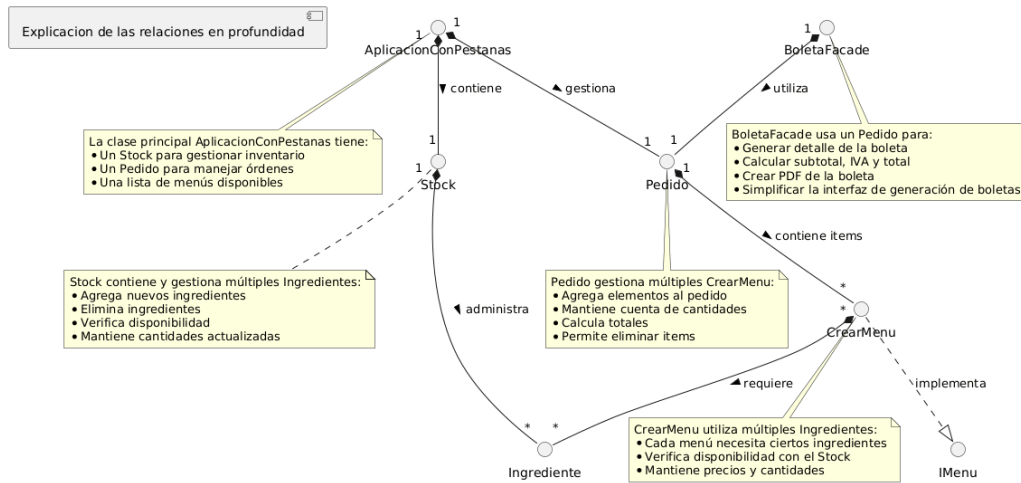 Explicacion de las relaciones en profundidad
1
1
AplicacionConPestanas
1
BoletaFacade
contiene
gestiona
utiliza
La clase principal AplicacionConPestanas tiene:
• Un Stock para gestionar inventario
• Un Pedido para manejar órdenes
• Una lista de menús disponibles
BoletaFacade usa un Pedido para:
• Generar detalle de la boleta
• Calcular subtotal, IVA y total
• Crear PDF de la boleta
• Simplificar la interfaz de generación de boletas
1
1
Stock
1
1
1
Pedido
contiene items
Stock contiene y gestiona múltiples Ingredientes:
• Agrega nuevos ingredientes
• Elimina ingredientes
• Verifica disponibilidad
• Mantiene cantidades actualizadas
administra
Pedido gestiona múltiples CrearMenu:
• Agrega elementos al pedido
• Mantiene cuenta de cantidades
• Calcula totales
• Permite eliminar items
*
*
CrearMenu
requiere
implementa
CrearMenu utiliza múltiples Ingredientes:
• Cada menú necesita ciertos ingredientes
• Verifica disponibilidad con el Stock
• Mantiene precios y cantidades
*
*
Ingrediente
IMenu